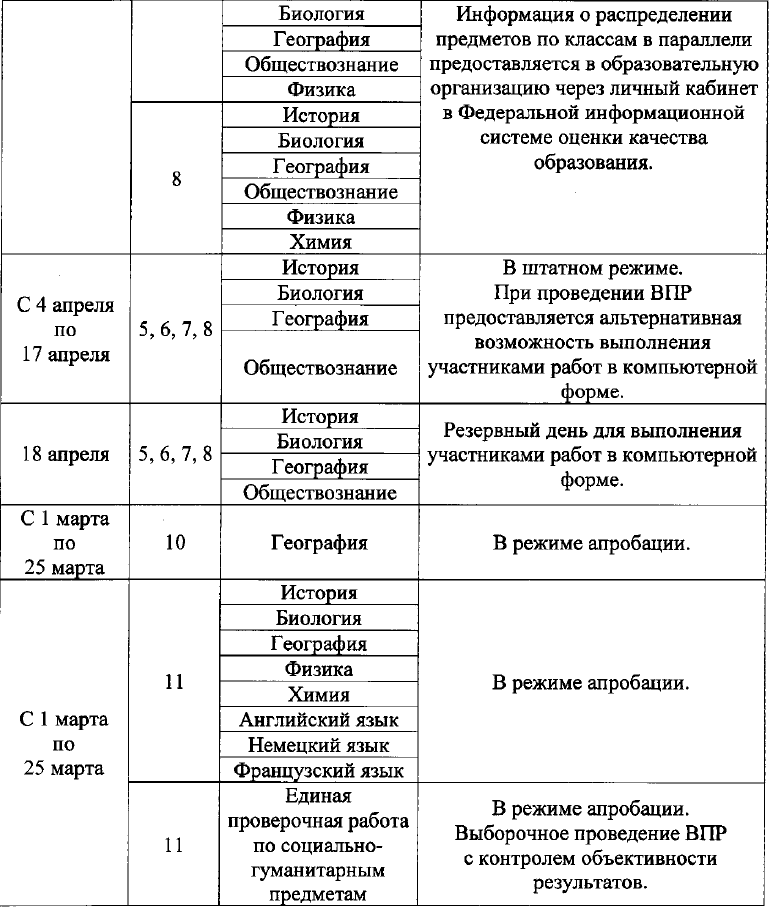 Биология
География
Обществознание
Физика
Информация о распределении
предметов по классам в параллели
предоставляется в образовательную
организацию через личный кабинет
в Федеральной информационной
системе оценки качества
образования.
8
История
Биология
География
Обществознание
Физика
Химия
С 4 апреля
по
17 апреля
5, 6, 7, 8
История
Биология
География
Обществознание
В штатном режиме.
При проведении ВПР
предоставляется альтернативная
возможность выполнения
участниками работ в компьютерной
форме.
18 апреля
5, 6, 7, 8
История
Биология
География
Обществознание
Резервный день для выполнения
участниками работ в компьютерной
форме.
С 1 марта
по
25 марта
10
География
В режиме апробации.
С 1 марта
по
25 марта
11
История
Биология
География
Физика
Химия
Английский язык
Немецкий язык
Французский язык
В режиме апробации.
11
Единая
проверочная работа
по социально-
гуманитарным
предметам
В режиме апробации.
Выборочное проведение ВПР
с контролем объективности
результатов.